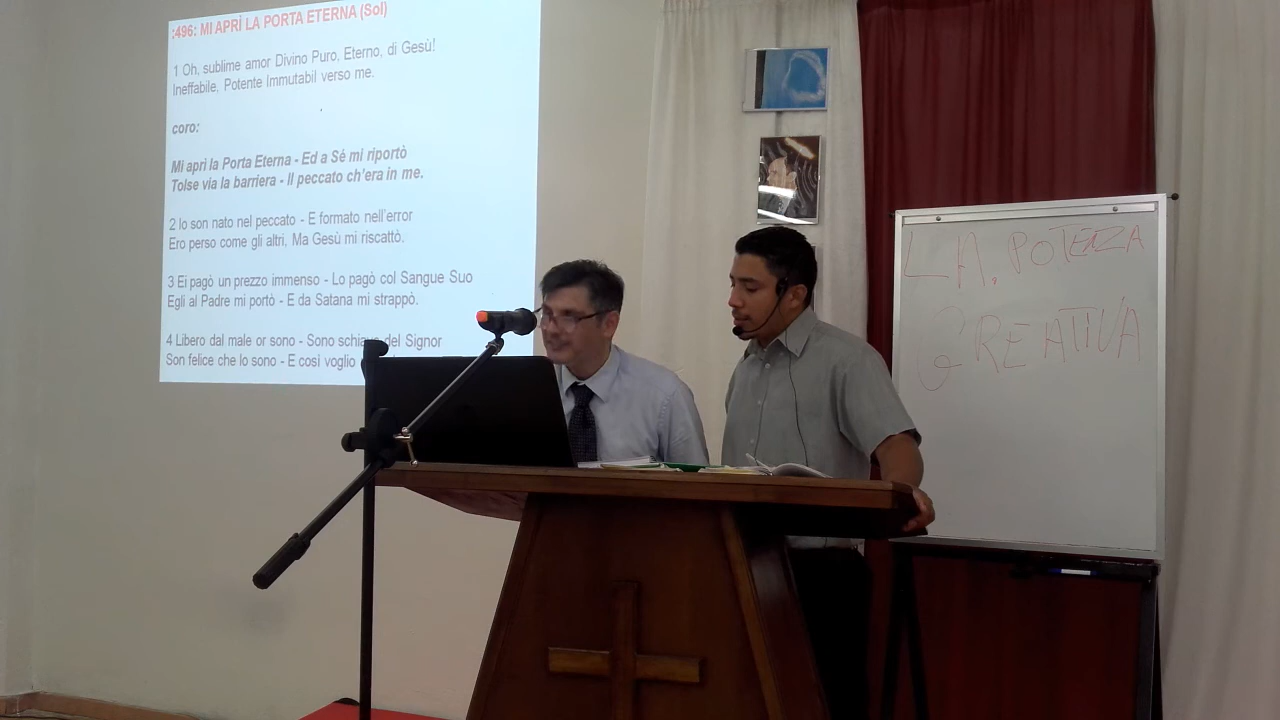 :496: MI APRÍ LA PORTA ETERNA (Sol)
1 Oh, sublime amor Divino Puro, Eterno, di Gesù!
Ineffabile, Potente Immutabil verso me.
coro:
Mi apri la Porta Eterna - Ed a Sé mi riportò
Tolse via la barriera - Il peccato ch'era in me.
2 Io son nato nel peccato - E formato nell'error
Ero perso come gli altri, Ma Gesù mi riscattò.
3 Ei pagò un prezzo immenso - Lo pagò col Sangue Suo
Egli al Padre mi portò - E da Satana mi strappò.
4 Libero dal male or sono - Sono schiavo del Signor
Son felice che lo sono - E così voglio
LA POTENZA
CREATIVA